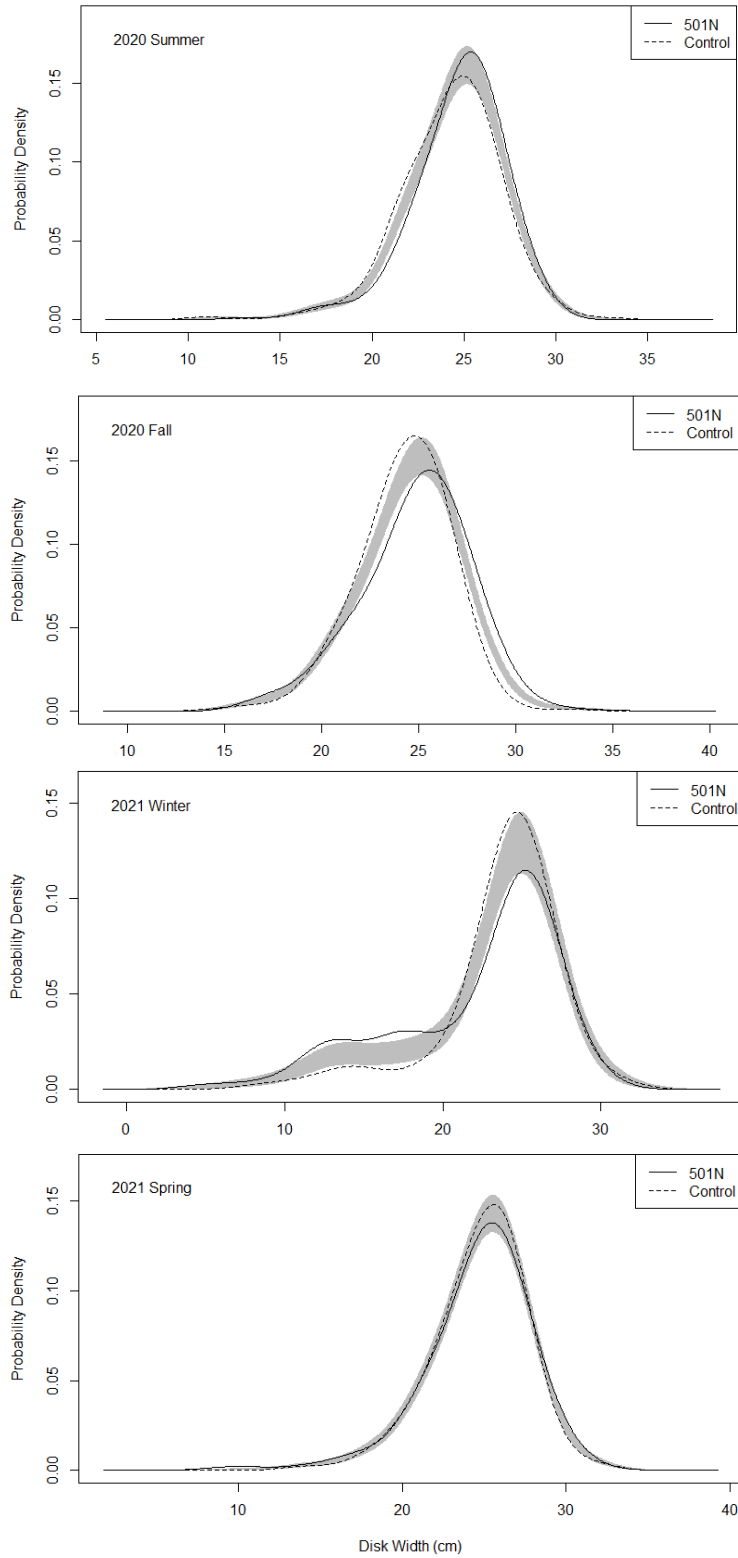 2020 Summer
501N
Control
Probability Density
0.00
0.05
0.10
0.15
5
10
15
20
25
30
35
2020 Fall
501N
Control
Probability Density
0.00
0.05
0.10
0.15
10
15
20
25
30
35
40
2021 Winter
501N
Control
Probability Density
0.00
0.05
0.10
0.15
0
10
20
30
2021 Spring
501N
Control
Probability Density
0.00
0.05
0.10
0.15
10
20
30
40
Disk Width (cm)